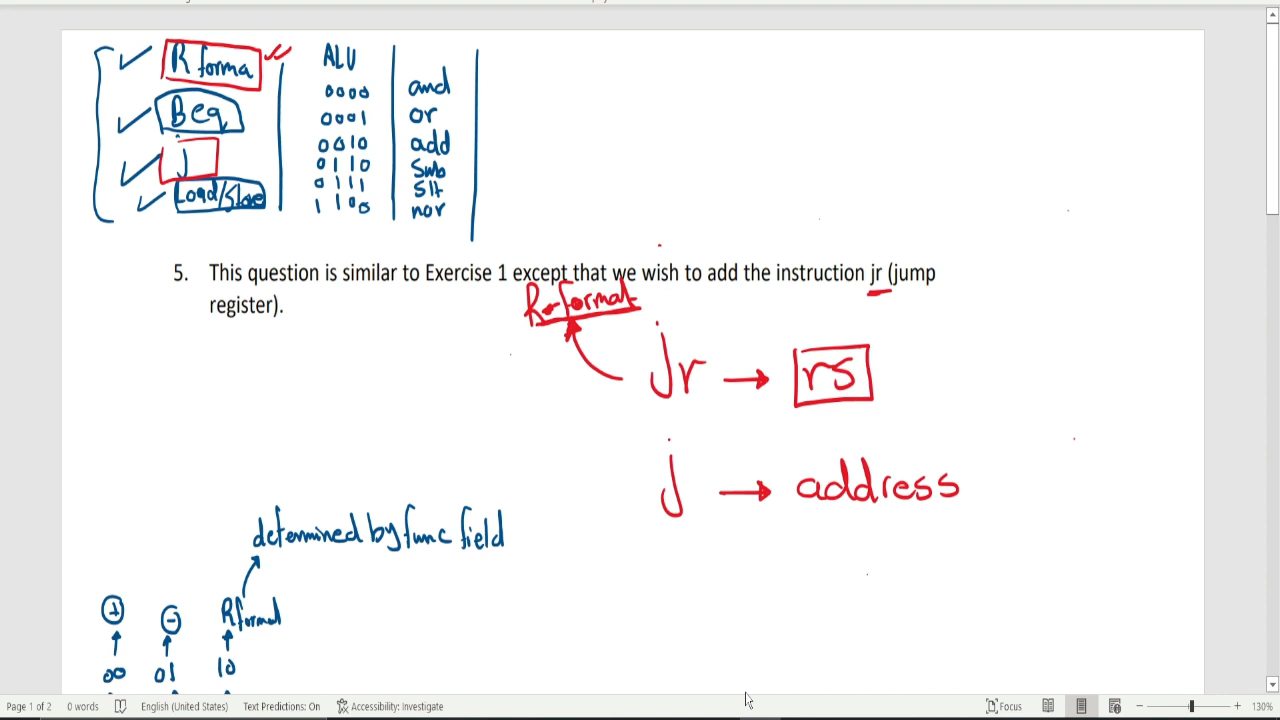 R forma ALU
0000 and
Beq 0001 or
0010 add
j 0110 Sub
Load/Store 0111 Slt
1100 nor
5. This question is similar to Exercise 1 except that we wish to add the instruction jr (jump
register).
R-format
jr → rs
j → address
determined by func field
+ - R format
00 01 10
Page 1 of 2 0 words English (United States) Text Predictions: On Accessibility: Investigate Focus 130%